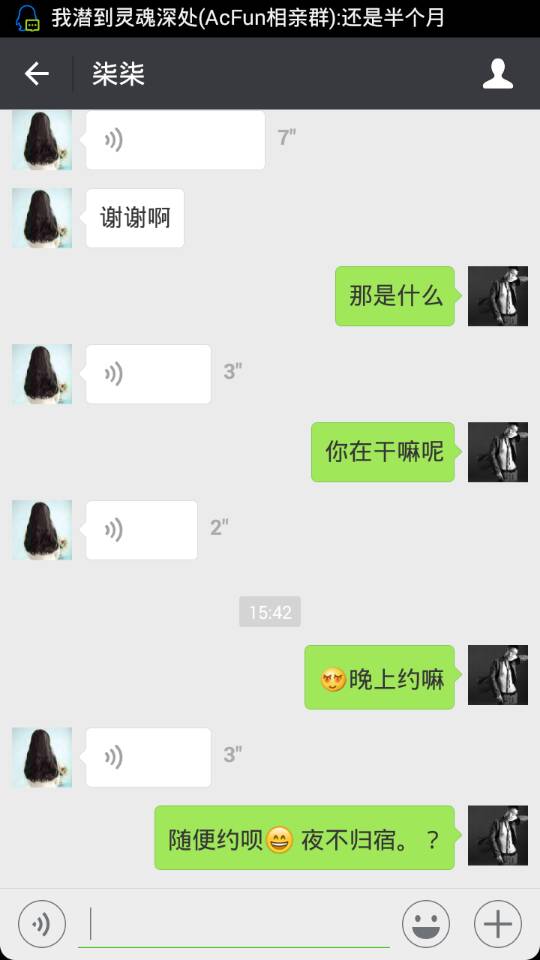 我潜到灵魂深处(AcFun相亲群):还是半个月
柒柒
7"
谢谢啊
那是什么
3"
你在干嘛呢
2"
15:42
😏晚上约嘛
3"
随便约呗😄 夜不归宿。？